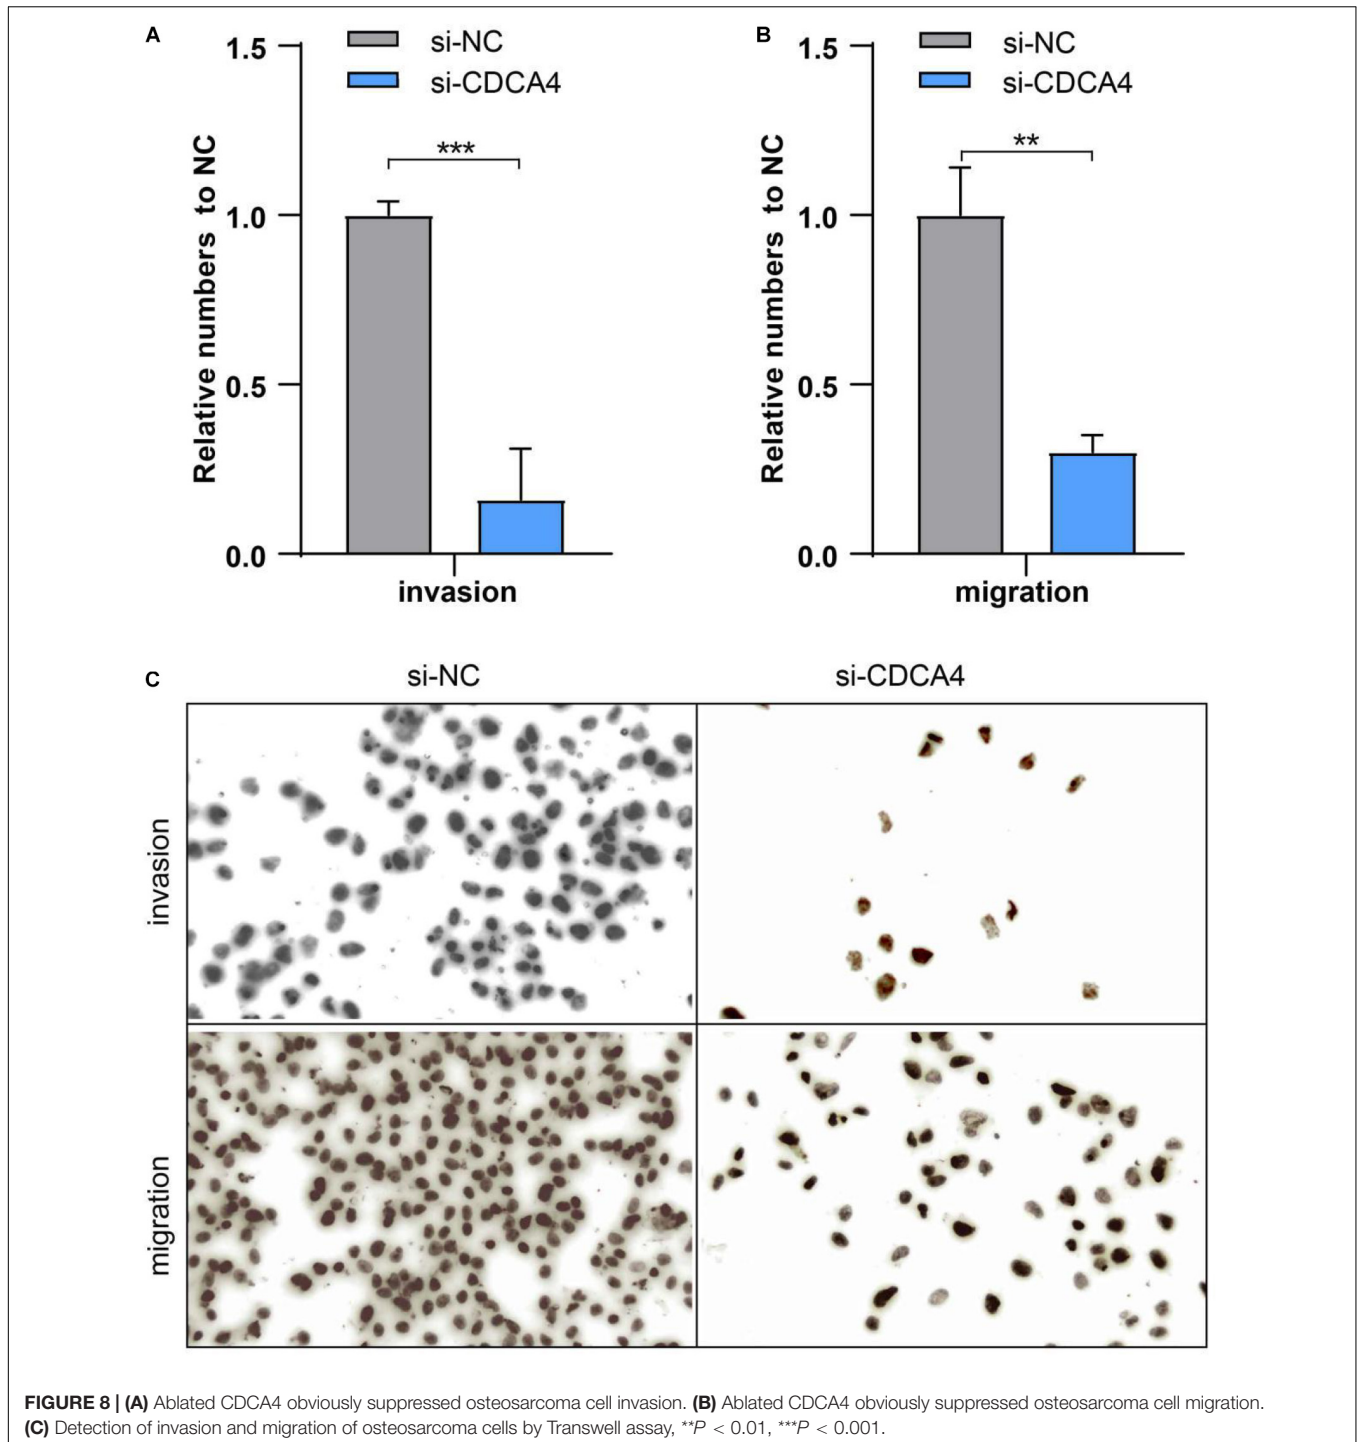 A
1.5
1.0
0.5
0.0
Relative numbers to NC
si-NC
si-CDCA4
***
invasion
B
1.5
1.0
0.5
0.0
Relative numbers to NC
si-NC
si-CDCA4
**
migration
C
si-NC
si-CDCA4
invasion
migration
FIGURE 8 | (A) Ablated CDCA4 obviously suppressed osteosarcoma cell invasion. (B) Ablated CDCA4 obviously suppressed osteosarcoma cell migration.
(C) Detection of invasion and migration of osteosarcoma cells by Transwell assay, **P < 0.01, ***P < 0.001.